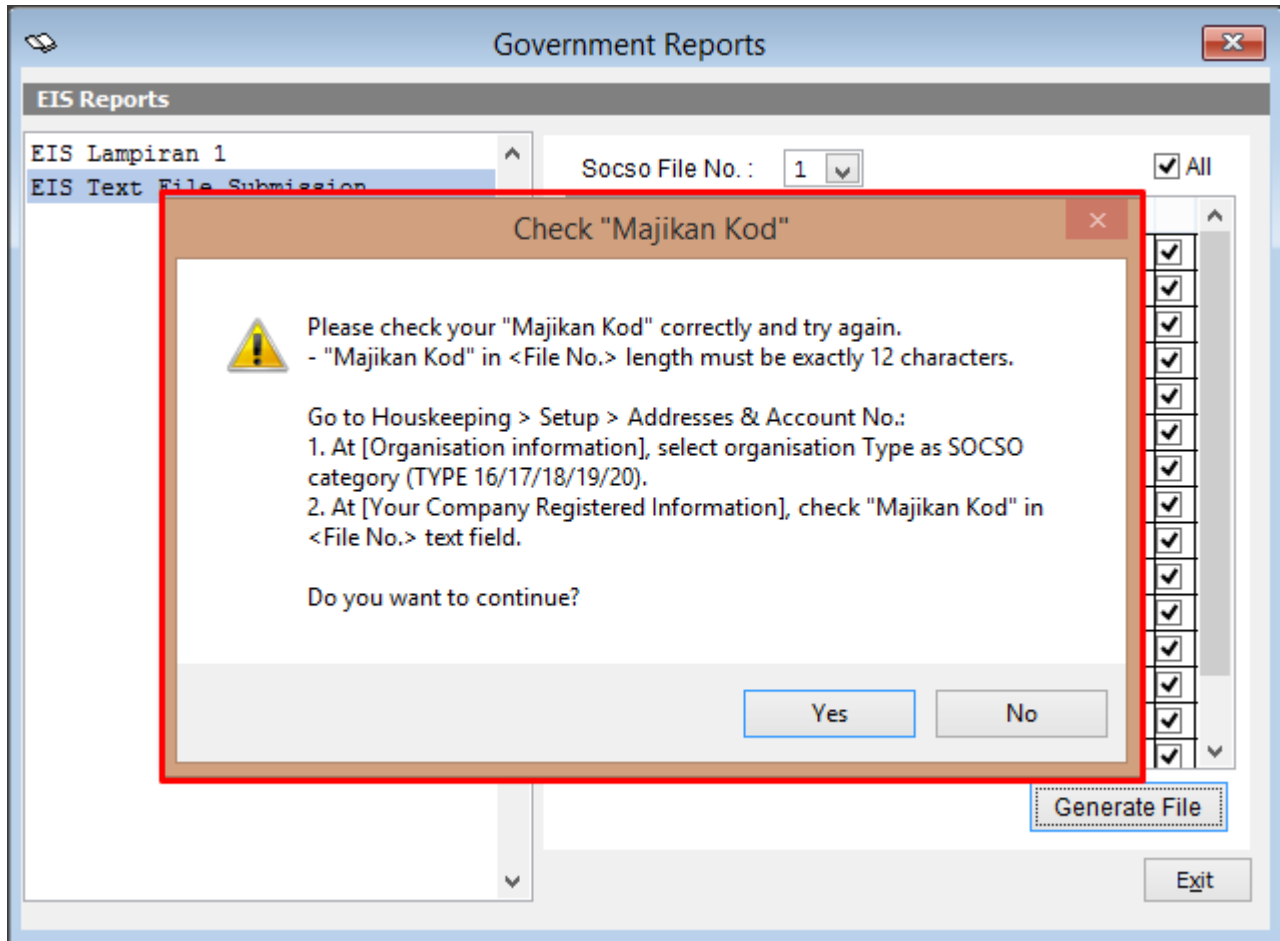 Government Reports
EIS Reports
EIS Lampiran 1
EIS Text File Submission
Socso File No. : 1
All
Check "Majikan Kod"
Please check your "Majikan Kod" correctly and try again.
- "Majikan Kod" in <File No.> length must be exactly 12 characters.
Go to Houskeeping > Setup > Addresses & Account No.:
1. At [Organisation information], select organisation Type as SOCSO
category (TYPE 16/17/18/19/20).
2. At [Your Company Registered Information], check "Majikan Kod" in
<File No.> text field.
Do you want to continue?
Yes No
Generate File
Exit